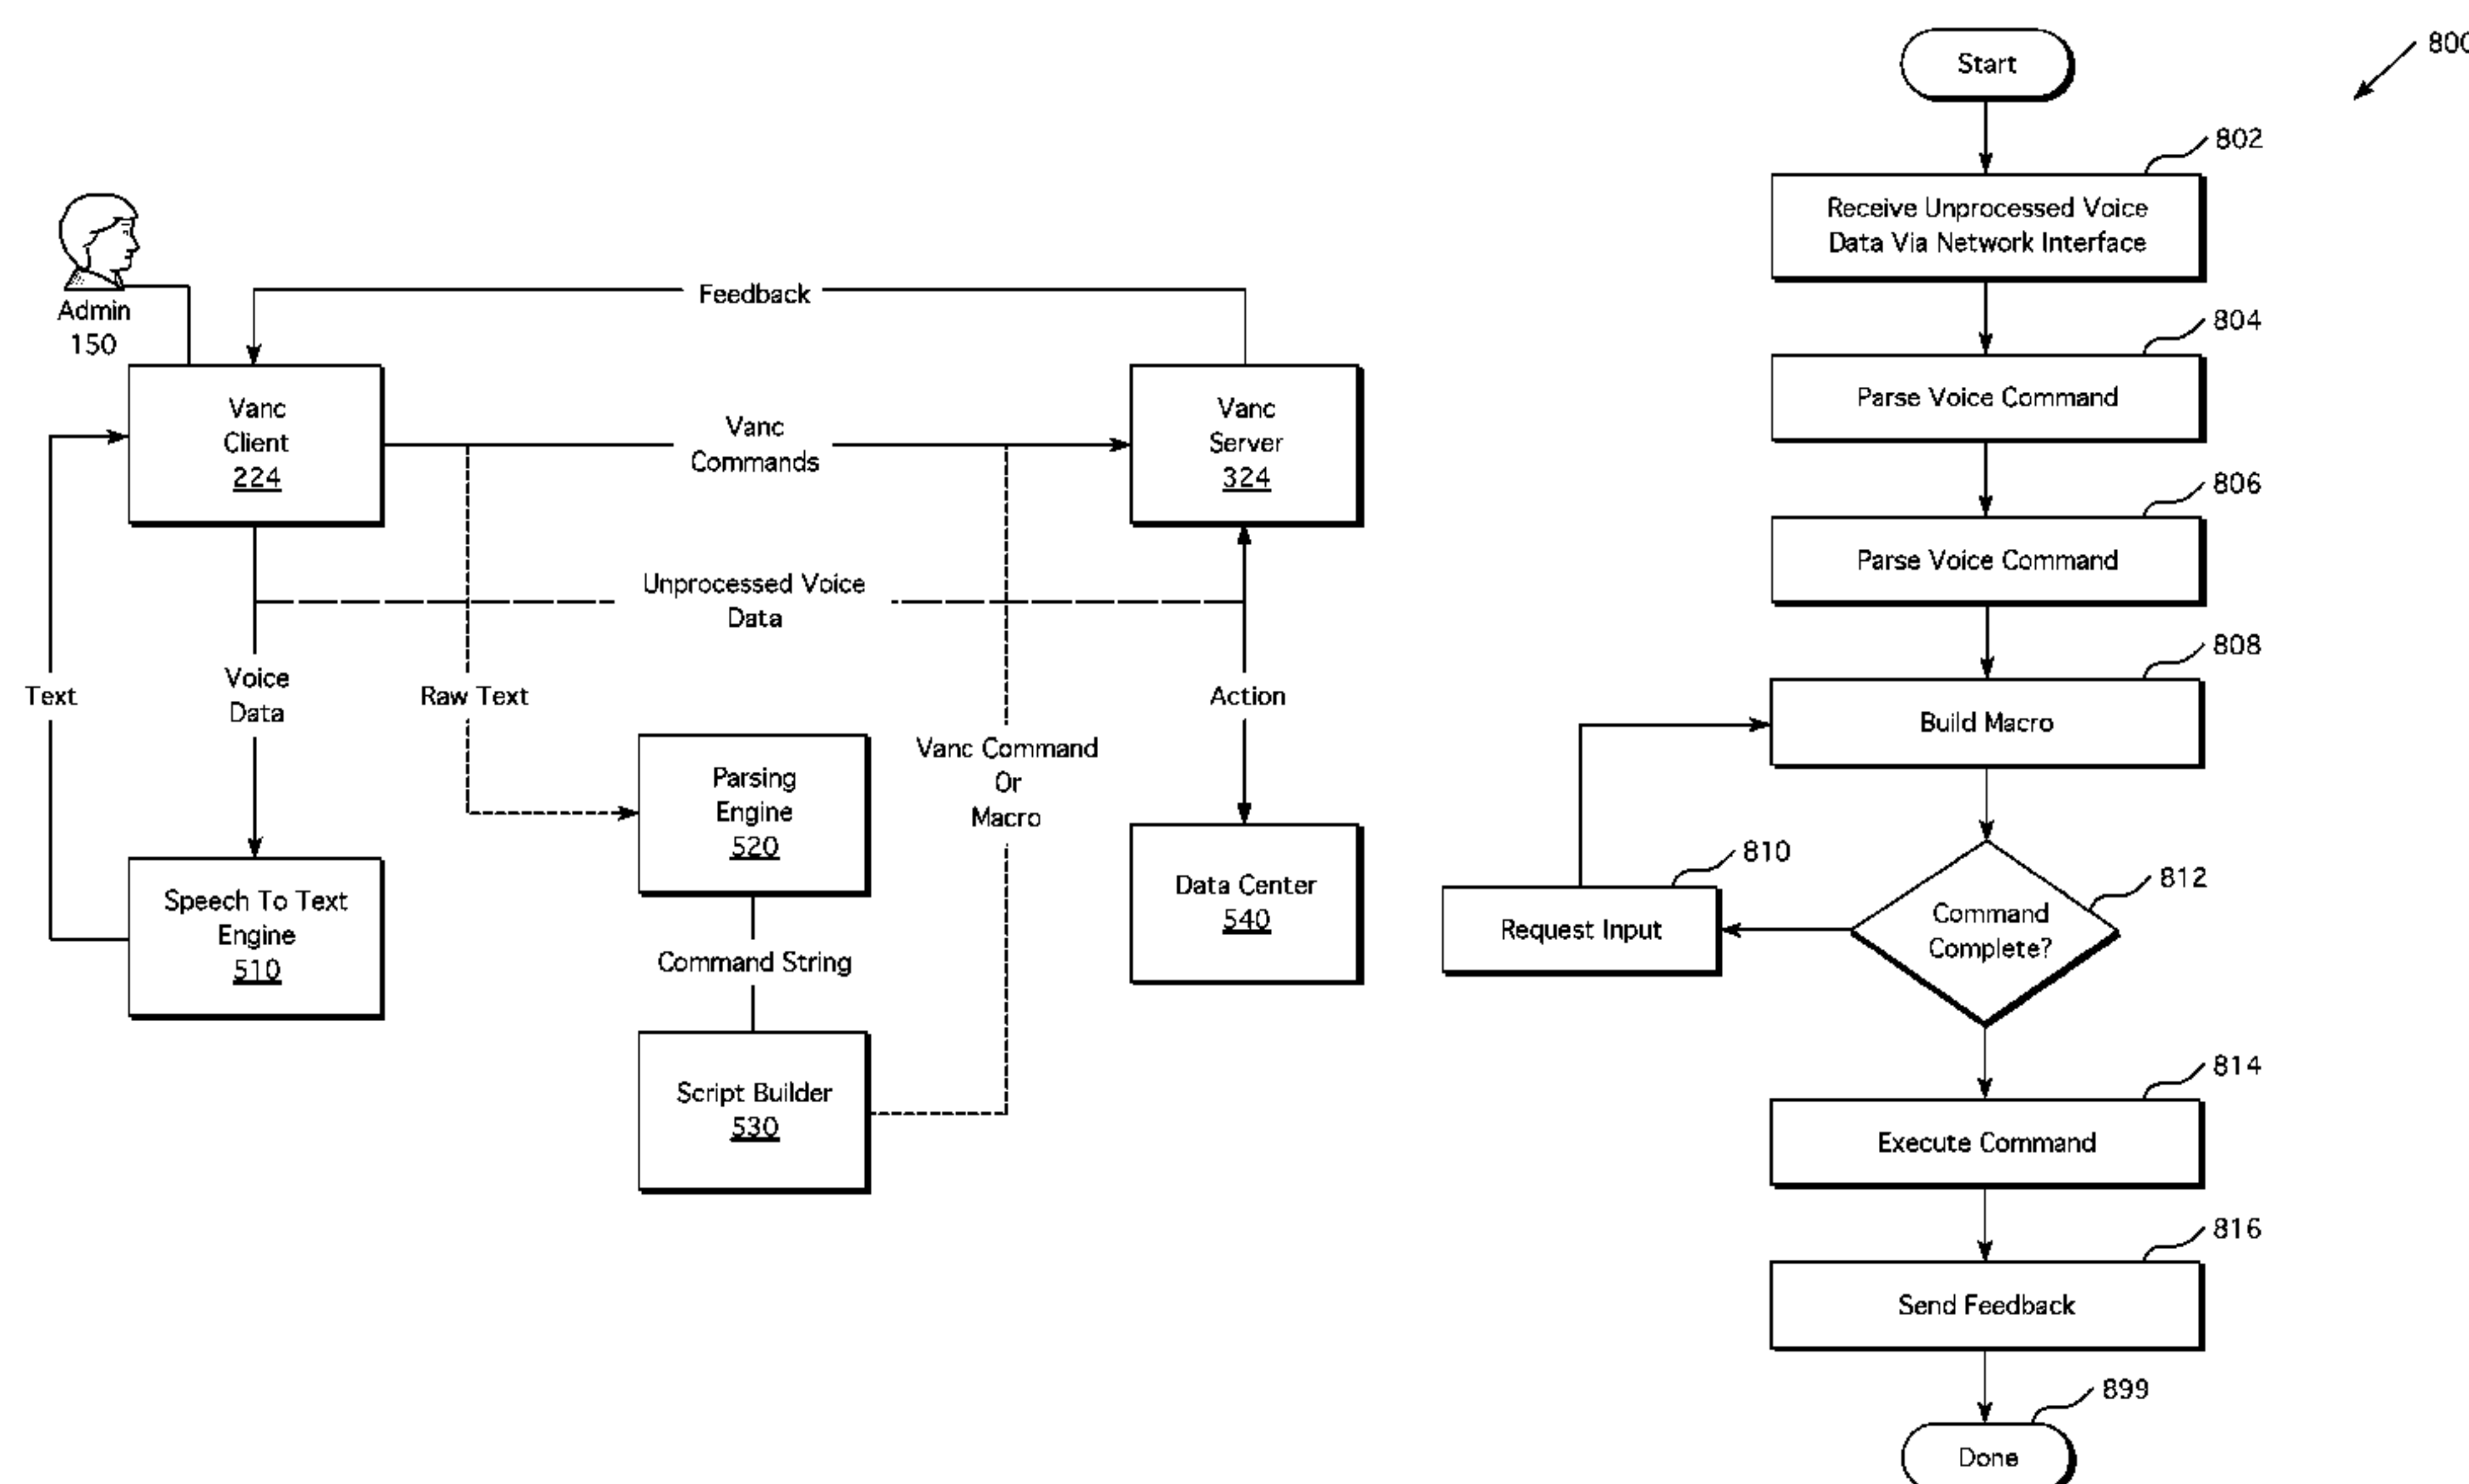 Admin
150
Feedback
Vanc
Client
224
Vanc
Commands
Vanc
Server
324
Unprocessed Voice
Data
Text
Voice
Data
Raw Text
Action
Vanc Command
Or
Macro
Parsing
Engine
520
Data Center
540
Speech To Text
Engine
510
Command String
Script Builder
530
800
Start
802
Receive Unprocessed Voice
Data Via Network Interface
804
Parse Voice Command
806
Parse Voice Command
808
Build Macro
810
Request Input
812
Command
Complete?
814
Execute Command
816
Send Feedback
899
Done